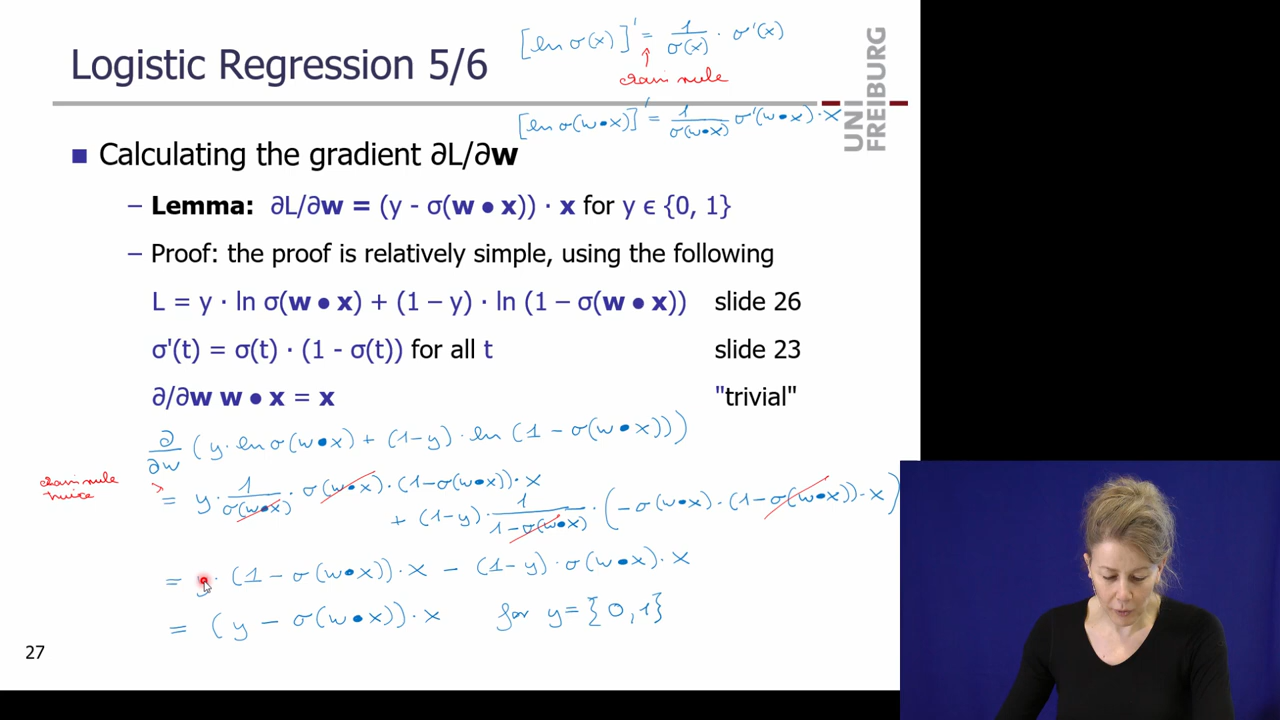 [ln σ(x)]' = 1/σ(x) · σ'(x)
chain rule
Logistic Regression 5/6
UNI
FREIBURG
[ln σ(w•x)]' = 1/σ(w•x) σ'(w•x) · x
■ Calculating the gradient ∂L/∂w
– Lemma: ∂L/∂w = (y - σ(w • x)) · x for y ϵ {0, 1}
– Proof: the proof is relatively simple, using the following
L = y · ln σ(w • x) + (1 – y) · ln (1 – σ(w • x)) slide 26
σ'(t) = σ(t) · (1 - σ(t)) for all t slide 23
∂/∂w w • x = x "trivial"
∂/∂w (y · ln σ(w•x) + (1-y) · ln (1 - σ(w•x)))
chain rule
twice
= y · 1/σ(w•x) · σ(w•x) · (1-σ(w•x)) · x
+ (1-y) · 1/1-σ(w•x) · (-σ(w•x) · (1-σ(w•x)) · x)
= y · (1 - σ(w•x)) · x - (1-y) · σ(w•x) · x
= (y - σ(w•x)) · x for y = {0,1}
27